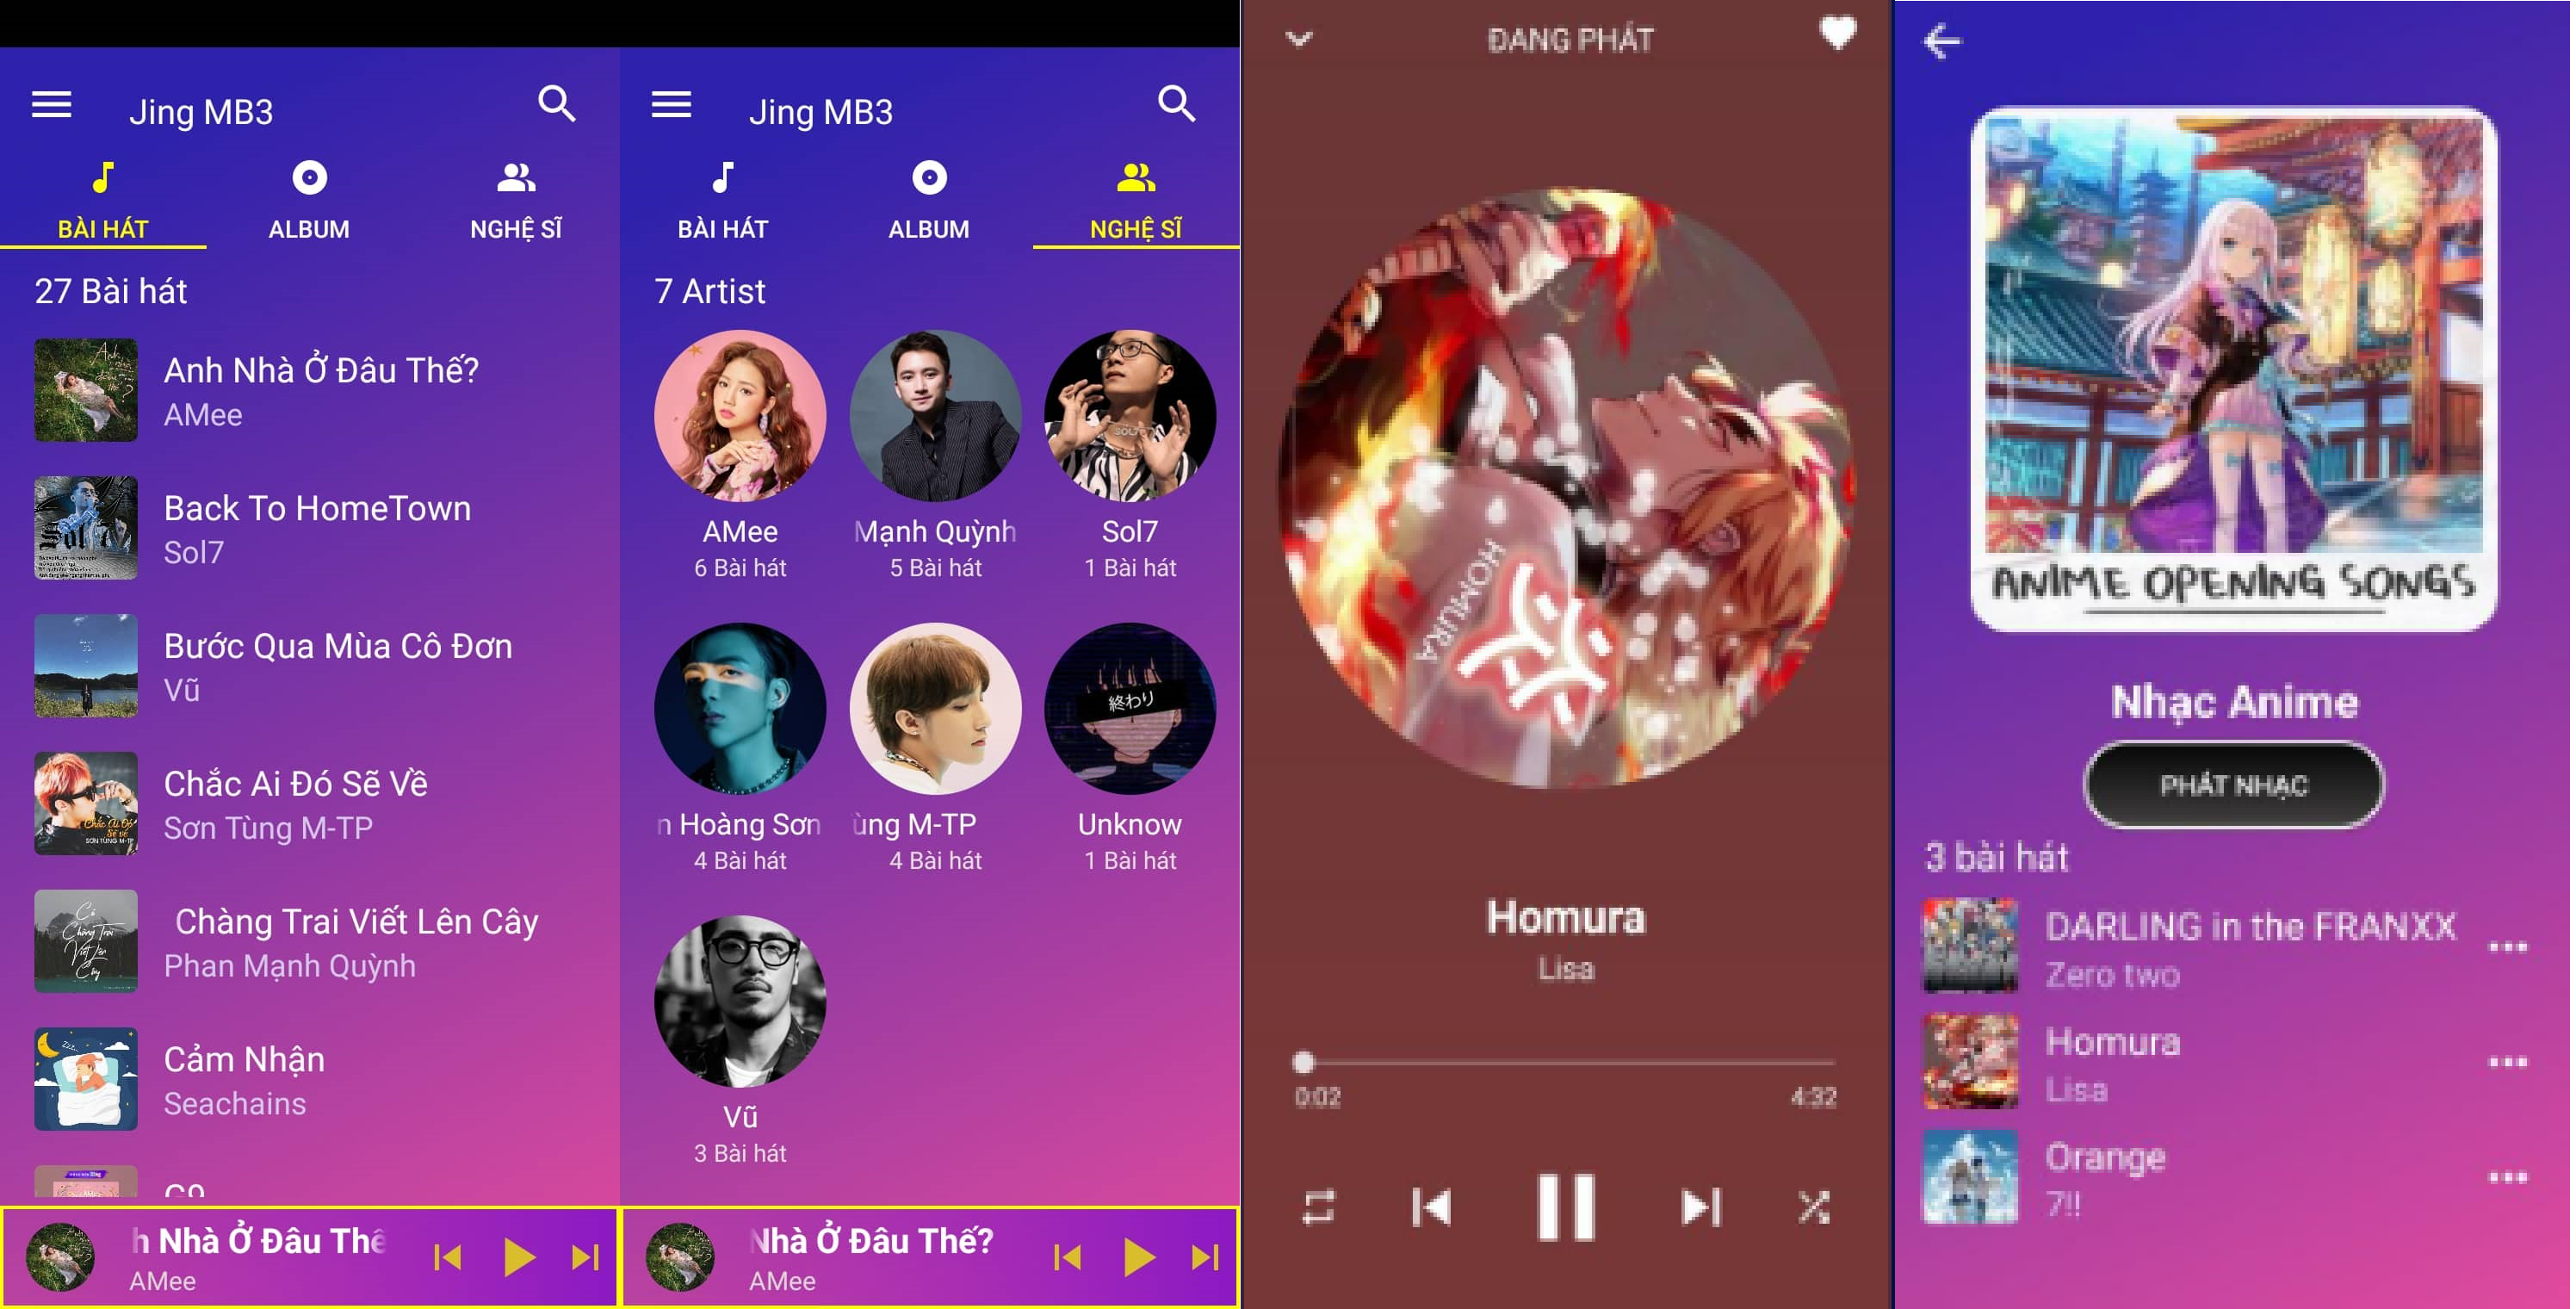 Jing MB3
BÀI HÁT
ALBUM
NGHỆ SĨ
27 Bài hát
Anh Nhà Ở Đâu Thế?
AMee
Back To HomeTown
Sol7
Bước Qua Mùa Cô Đơn
Vũ
Chắc Ai Đó Sẽ Về
Sơn Tùng M-TP
Chàng Trai Viết Lên Cây
Phan Mạnh Quỳnh
Cảm Nhận
Seachains
h Nhà Ở Đâu Thế
AMee
Jing MB3
BÀI HÁT
ALBUM
NGHỆ SĨ
7 Artist
AMee
6 Bài hát
Mạnh Quỳnh
5 Bài hát
Sol7
1 Bài hát
n Hoàng Sơn
4 Bài hát
ùng M-TP
4 Bài hát
終わり
Unknow
1 Bài hát
Vũ
3 Bài hát
Nhà Ở Đâu Thế?
AMee
ĐANG PHÁT
HOMURA
炎
Homura
Lisa
0:02
4:32
ANIME OPENING SONGS
Nhạc Anime
PHÁT NHẠC
3 bài hát
DARLING in the FRANXX
Zero two
Homura
Lisa
Orange
7!!